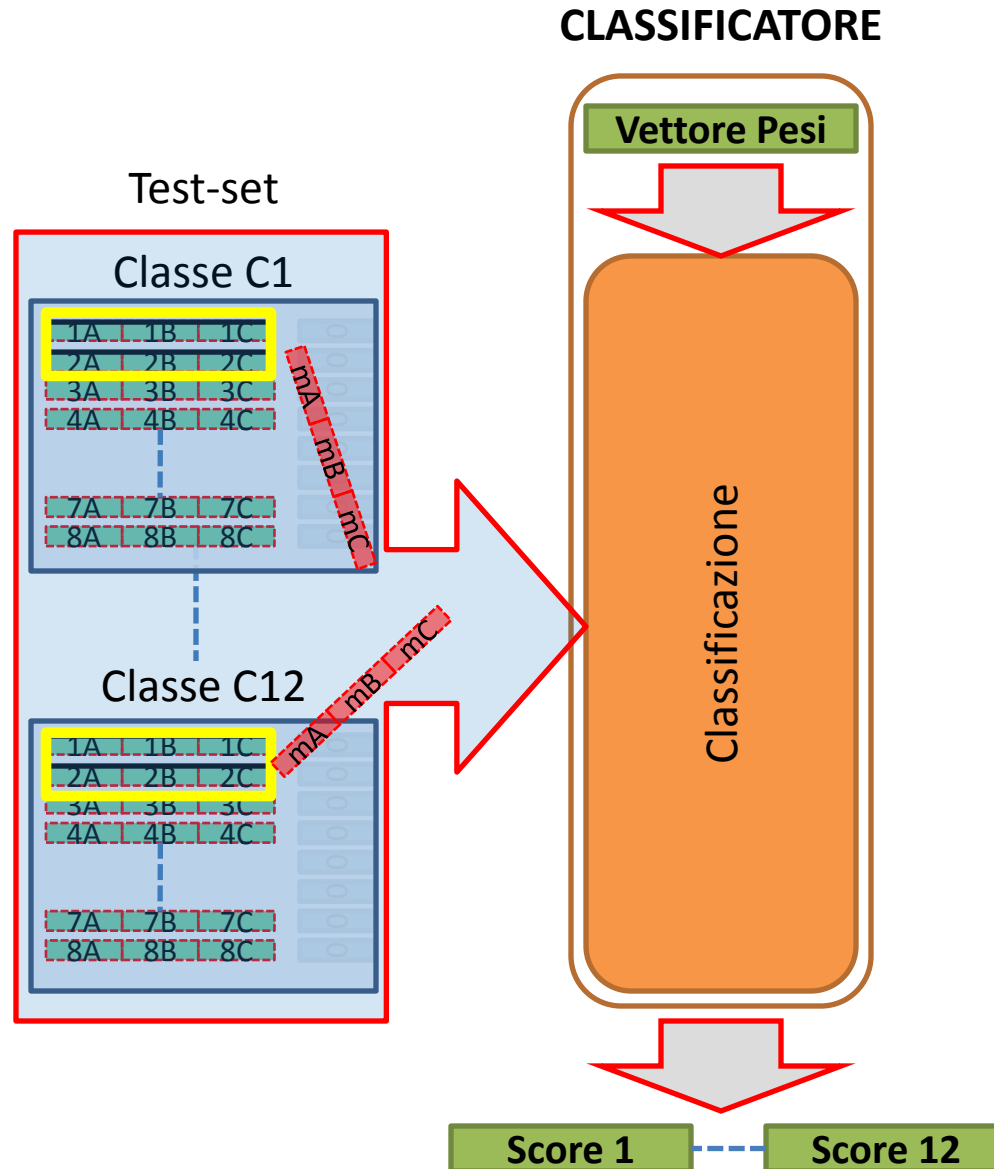 CLASSIFICATORE
Vettore Pesi
Test-set
Classe C1
1A 1B 1C
2A 2B 2C
3A 3B 3C
4A 4B 4C
7A 7B 7C
8A 8B 8C
mA mB mC
Classificazione
Classe C12
mA mB mC
1A 1B 1C
2A 2B 2C
3A 3B 3C
4A 4B 4C
7A 7B 7C
8A 8B 8C
Score 1
Score 12